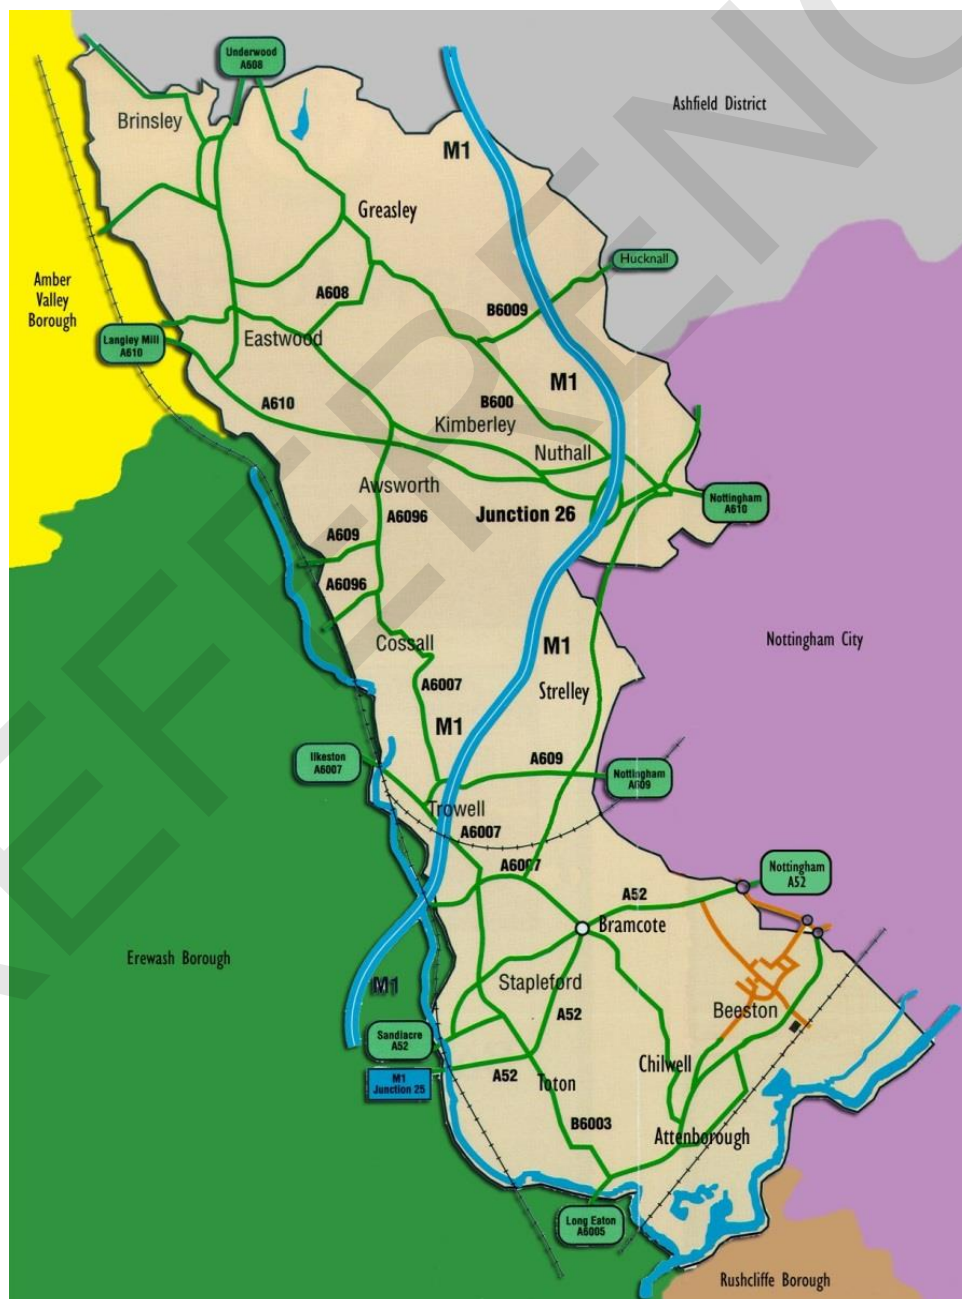 REFERENC
Underwood
A608
Ashfield District
Brinsley
M1
Greasley
Hucknall
Amber
Valley
Borough
A608
B6009
Langley Mill
A610
Eastwood
M1
A610
B600
Kimberley
Nuthall
Awsworth
Nottingham
A610
Junction 26
A6096
A609
A6096
Cossall
M1
Nottingham City
A6007
Strelley
M1
Ilkeston
A6007
A609
Nottingham
A609
Trowell
A6007
A6007
Nottingham
A52
A52
Bramcote
Erewash Borough
M1
Stapleford
Beeston
A52
Sandiacre
A52
Chilwell
M1
Junction 25
A52
Toton
B6003
Attenborough
Long Eaton
A6005
Rushcliffe Borough